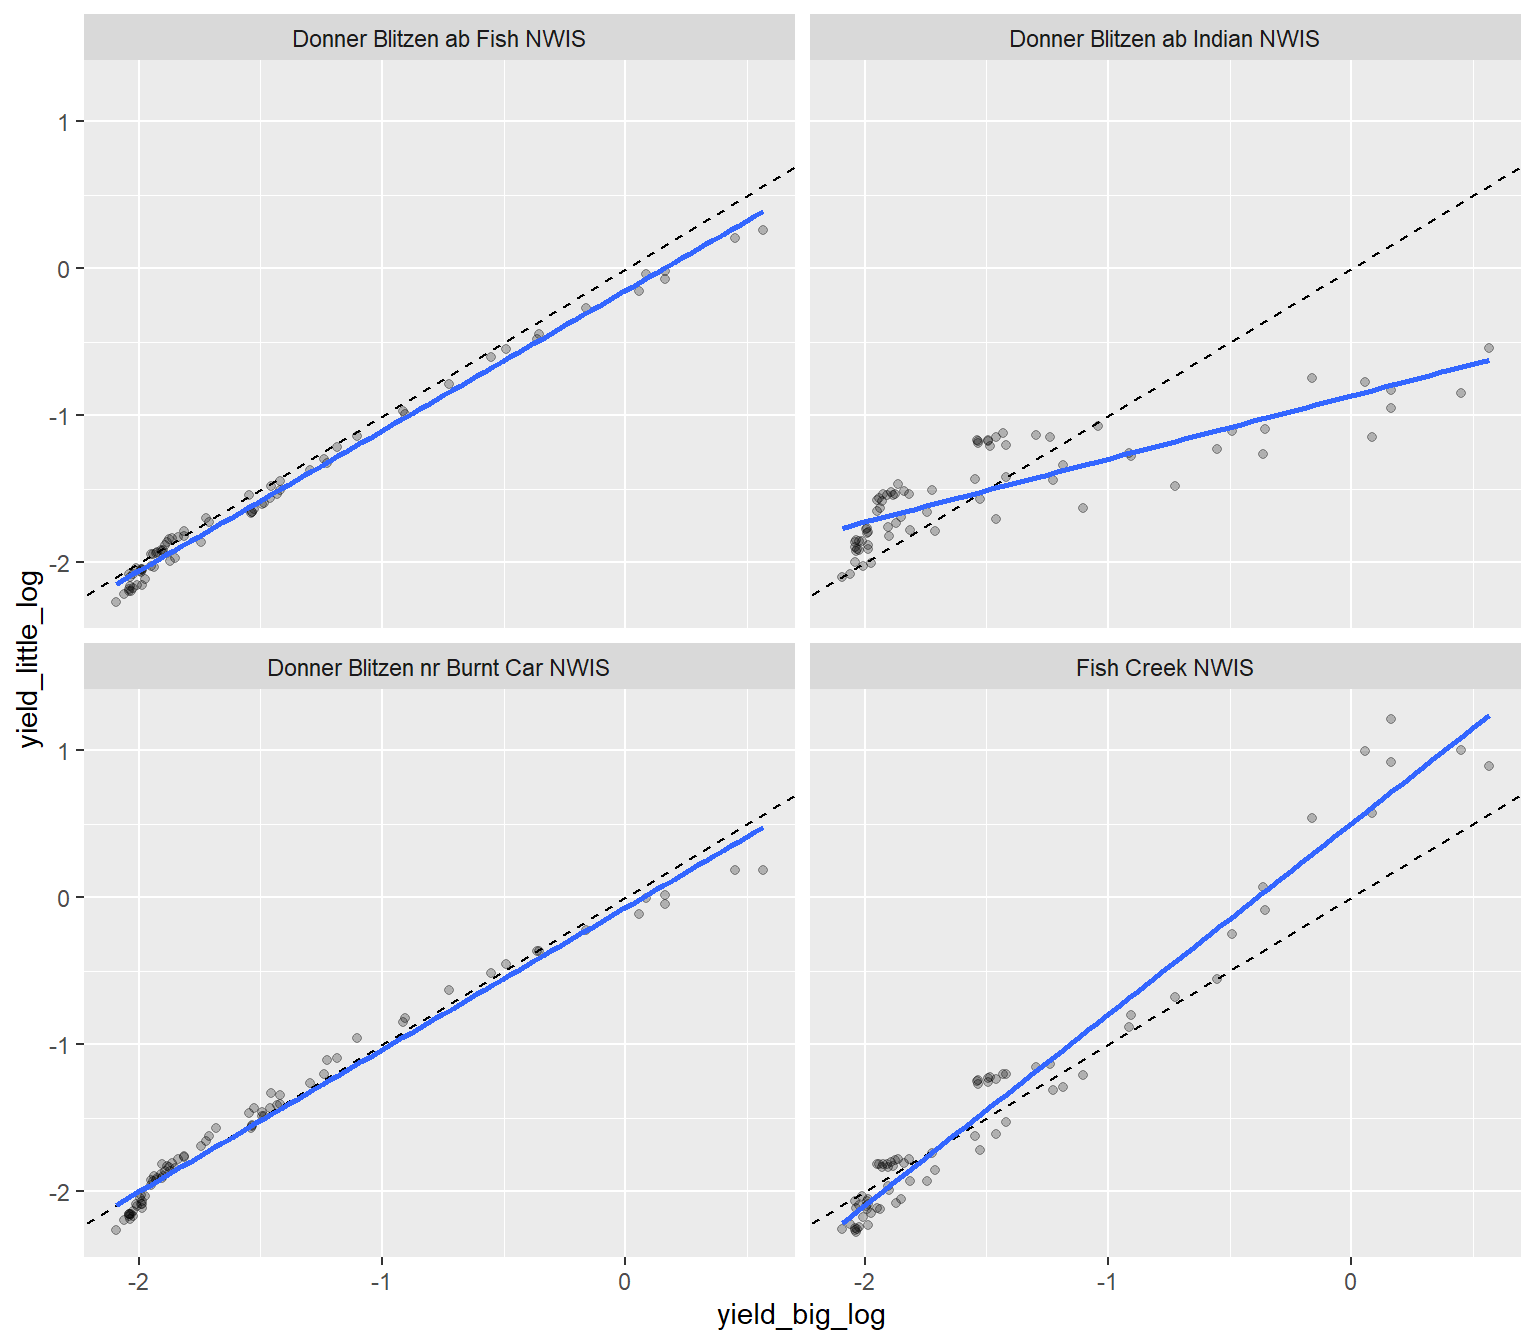 Donner Blitzen ab Fish NWIS
Donner Blitzen ab Indian NWIS
1
0
-1
-2
yield_little_log
Donner Blitzen nr Burnt Car NWIS
Fish Creek NWIS
1
0
-1
-2
-2 -1 0
-2 -1 0
yield_big_log